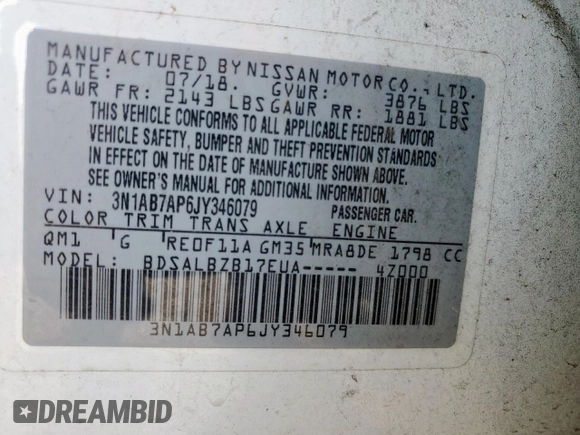 MANUFACTURED BY NISSAN MOTOR CO., LTD.
DATE: 07/18. GVWR: 3876 LBS
GAWR FR: 2143 LBS GAWR RR: 1881 LBS
THIS VEHICLE CONFORMS TO ALL APPLICABLE FEDERAL MOTOR
VEHICLE SAFETY, BUMPER AND THEFT PREVENTION STANDARDS
IN EFFECT ON THE DATE OF MANUFACTURE SHOWN ABOVE.
SEE OWNER'S MANUAL FOR ADDITIONAL INFORMATION.
VIN: 3N1AB7AP6JY346079 PASSENGER CAR.
COLOR TRIM TRANS AXLE ENGINE
QM1 G RE0F11A GM35 MRA8DE 1798 CC
MODEL: BDSALBZB17EUA----- 4Z000
3N1AB7AP6JY346079
DREAMBID